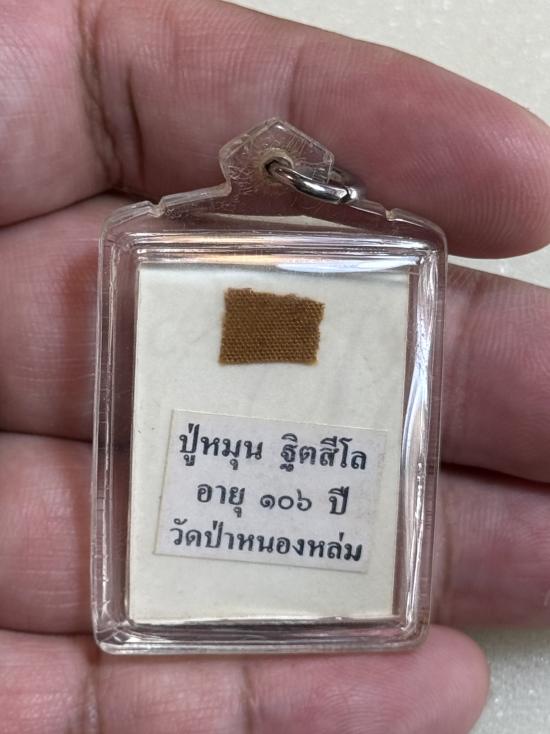 ปู่หมุน ฐิตสีโล
อายุ ๑๐๖ ปี
วัดป่าหนองหล่ม